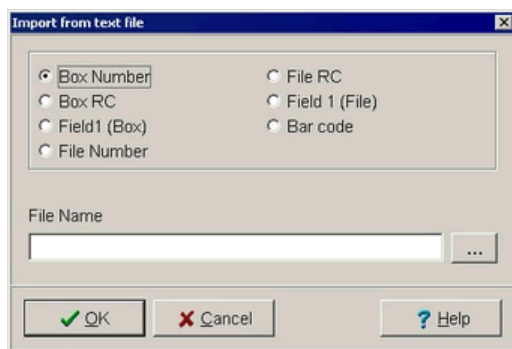 Import from text file
Box Number
Box RC
Field1 (Box)
File Number
File RC
Field 1 (File)
Bar code
File Name
...
OK
Cancel
Help